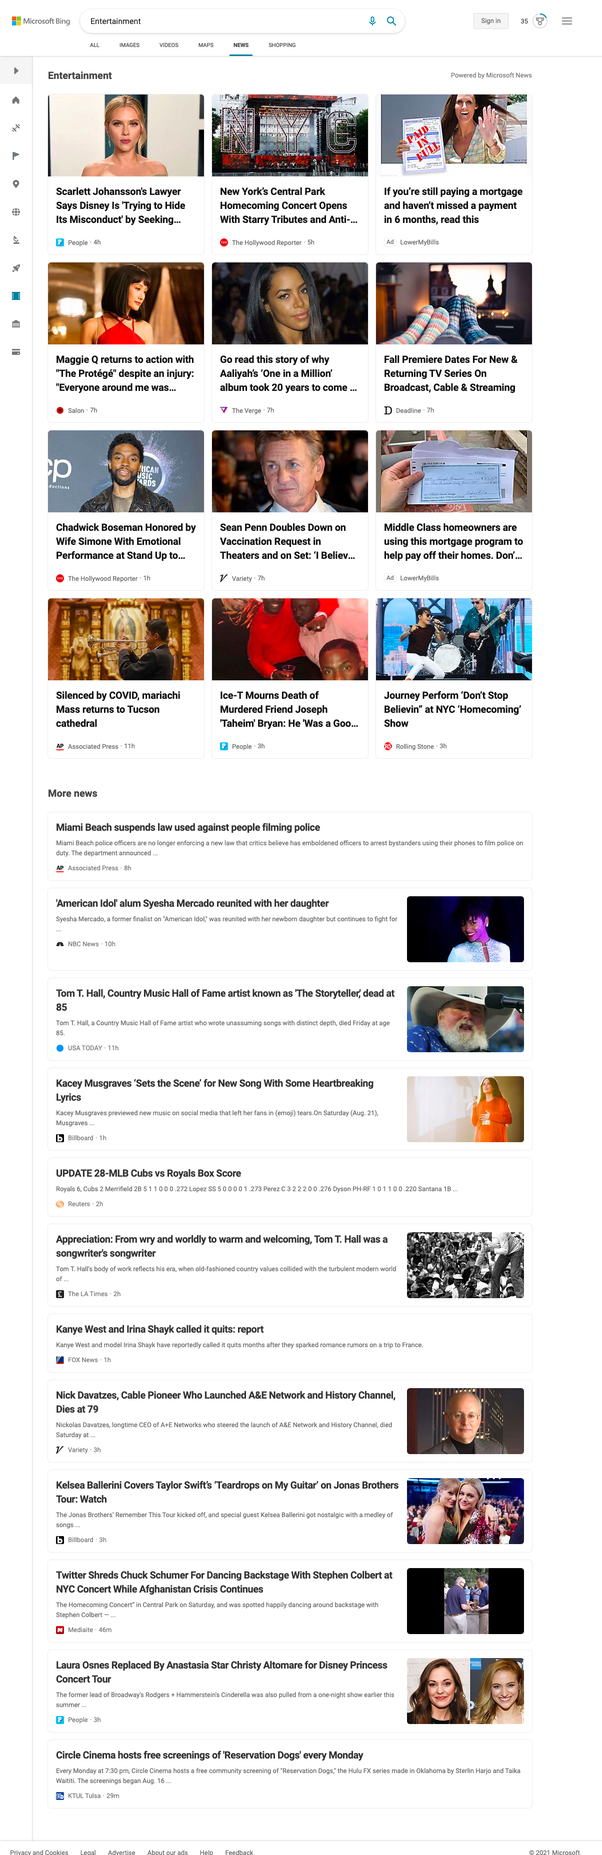 Microsoft Bing
Entertainment
Sign in
35
ALL IMAGES VIDEOS MAPS NEWS SHOPPING
Entertainment
Powered by Microsoft News
NYC
PAID IN FULL
Scarlett Johansson's Lawyer
Says Disney Is 'Trying to Hide
Its Misconduct' by Seeking...
People · 4h
New York's Central Park
Homecoming Concert Opens
With Starry Tributes and Anti-...
The Hollywood Reporter · 5h
If you're still paying a mortgage
and haven't missed a payment
in 6 months, read this
Ad LowerMyBills
Maggie Q returns to action with
"The Protégé" despite an injury:
"Everyone around me was...
Salon · 7h
Go read this story of why
Aaliyah's 'One in a Million'
album took 20 years to come ...
The Verge · 7h
Fall Premiere Dates For New &
Returning TV Series On
Broadcast, Cable & Streaming
Deadline · 7h
Chadwick Boseman Honored by
Wife Simone With Emotional
Performance at Stand Up to...
The Hollywood Reporter · 1h
Sean Penn Doubles Down on
Vaccination Request in
Theaters and on Set: 'I Believ...
Variety · 7h
Middle Class homeowners are
using this mortgage program to
help pay off their homes. Don'...
Ad LowerMyBills
Silenced by COVID, mariachi
Mass returns to Tucson
cathedral
AP Associated Press · 11h
Ice-T Mourns Death of
Murdered Friend Joseph
'Taheim' Bryan: He 'Was a Goo...
People · 3h
Journey Perform 'Don't Stop
Believin'' at NYC 'Homecoming'
Show
Rolling Stone · 3h
More news
Miami Beach suspends law used against people filming police
Miami Beach police officers are no longer enforcing a new law that critics believe has emboldened officers to arrest bystanders using their phones to film police on
duty. The department announced ...
AP Associated Press · 8h
'American Idol' alum Syesha Mercado reunited with her daughter
Syesha Mercado, a former finalist on "American Idol," was reunited with her newborn daughter but continues to fight for
...
NBC News · 10h
Tom T. Hall, Country Music Hall of Fame artist known as 'The Storyteller,' dead at
85
Tom T. Hall, a Country Music Hall of Fame artist who wrote unassuming songs with distinct depth, died Friday at age
85.
USA TODAY · 11h
Kacey Musgraves 'Sets the Scene' for New Song With Some Heartbreaking
Lyrics
Kacey Musgraves previewed new music on social media that left her fans in (emoji) tears.On Saturday (Aug. 21),
Musgraves ...
Billboard · 1h
UPDATE 28-MLB Cubs vs Royals Box Score
Royals 6, Cubs 2 Merrifield 2B 5 1 1 0 0 0 .272 Lopez SS 5 0 0 0 0 1 .273 Perez C 3 2 2 2 0 0 .276 Dyson PH-RF 1 0 1 1 0 0 .220 Santana 1B ...
Reuters · 2h
Appreciation: From wry and worldly to warm and welcoming, Tom T. Hall was a
songwriter's songwriter
Tom T. Hall's body of work reflects his era, when old-fashioned country values collided with the turbulent modern world
of ...
The LA Times · 2h
Kanye West and Irina Shayk called it quits: report
Kanye West and model Irina Shayk have reportedly called it quits months after they sparked romance rumors on a trip to France.
FOX News · 1h
Nick Davatzes, Cable Pioneer Who Launched A&E Network and History Channel,
Dies at 79
Nickolas Davatzes, longtime CEO of A+E Networks who steered the launch of A&E Network and History Channel, died
Saturday at ...
Variety · 3h
Kelsea Ballerini Covers Taylor Swift's 'Teardrops on My Guitar' on Jonas Brothers
Tour: Watch
The Jonas Brothers' Remember This Tour kicked off, and special guest Kelsea Ballerini got nostalgic with a medley of
songs ...
Billboard · 3h
Twitter Shreds Chuck Schumer For Dancing Backstage With Stephen Colbert at
NYC Concert While Afghanistan Crisis Continues
The Homecoming Concert" in Central Park on Saturday, and was spotted happily dancing around backstage with
Stephen Colbert — ...
Mediaite · 46m
Laura Osnes Replaced By Anastasia Star Christy Altomare for Disney Princess
Concert Tour
The former lead of Broadway's Rodgers + Hammerstein's Cinderella was also pulled from a one-night show earlier this
summer ...
People · 3h
Circle Cinema hosts free screenings of 'Reservation Dogs' every Monday
Every Monday at 7:30 pm, Circle Cinema hosts a free community screening of "Reservation Dogs," the Hulu FX series made in Oklahoma by Sterlin Harjo and Taika
Waititi. The screenings began Aug. 16 ...
KTUL Tulsa · 29m
Privacy and Cookies Legal Advertise About our ads Help Feedback
© 2021 Microsoft